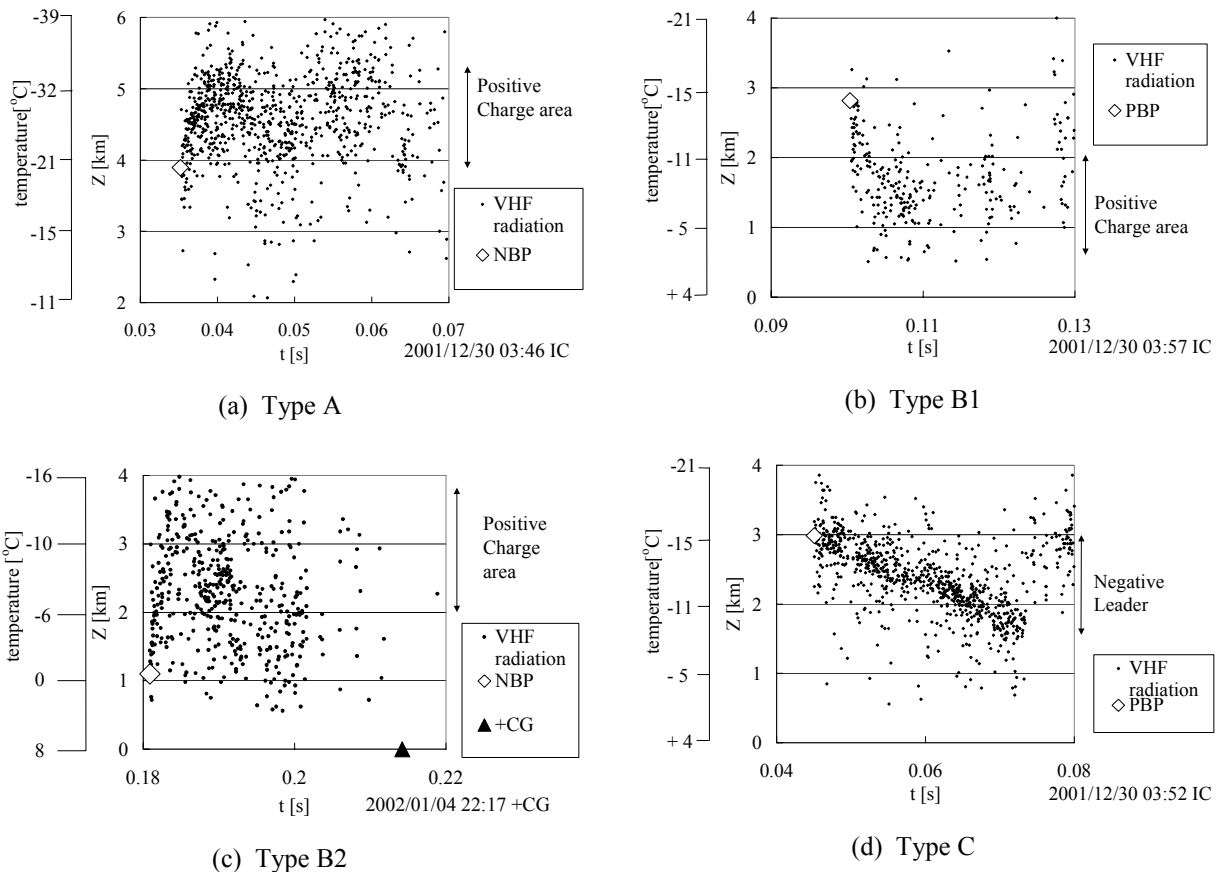 -39
-32
-21
-15
-11
temperature[°C]
6
5
4
3
2
Z [km]
0.03
0.04
0.05
0.06
0.07
t [s]
2001/12/30 03:46 IC
Positive
Charge area
VHF
radiation
NBP
(a) Type A
-21
-15
-11
- 5
+ 4
temperature[°C]
4
3
2
1
0
Z [km]
0.09
0.11
0.13
t [s]
2001/12/30 03:57 IC
VHF
radiation
PBP
Positive
Charge area
(b) Type B1
-16
-10
-6
0
8
temperature [°C]
4
3
2
1
0
Z [km]
0.18
0.2
0.22
t [s]
2002/01/04 22:17 +CG
Positive
Charge
area
VHF
radiation
NBP
+CG
(c) Type B2
-21
-15
-11
- 5
+ 4
temperature[°C]
4
3
2
1
0
Z [km]
0.04
0.06
0.08
t [s]
2001/12/30 03:52 IC
Negative
Leader
VHF
radiation
PBP
(d) Type C